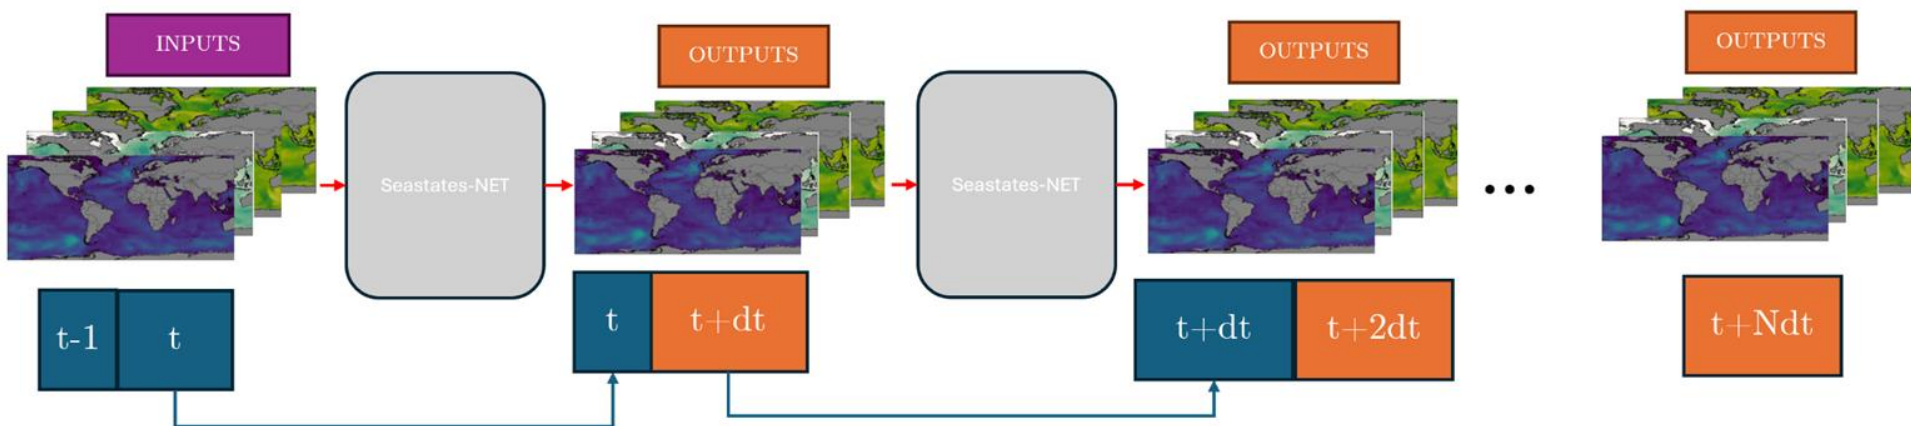 INPUTS
OUTPUTS
OUTPUTS
OUTPUTS
Seastates-NET
Seastates-NET
...
t-1
t
t
t+dt
t+dt
t+2dt
t+Ndt